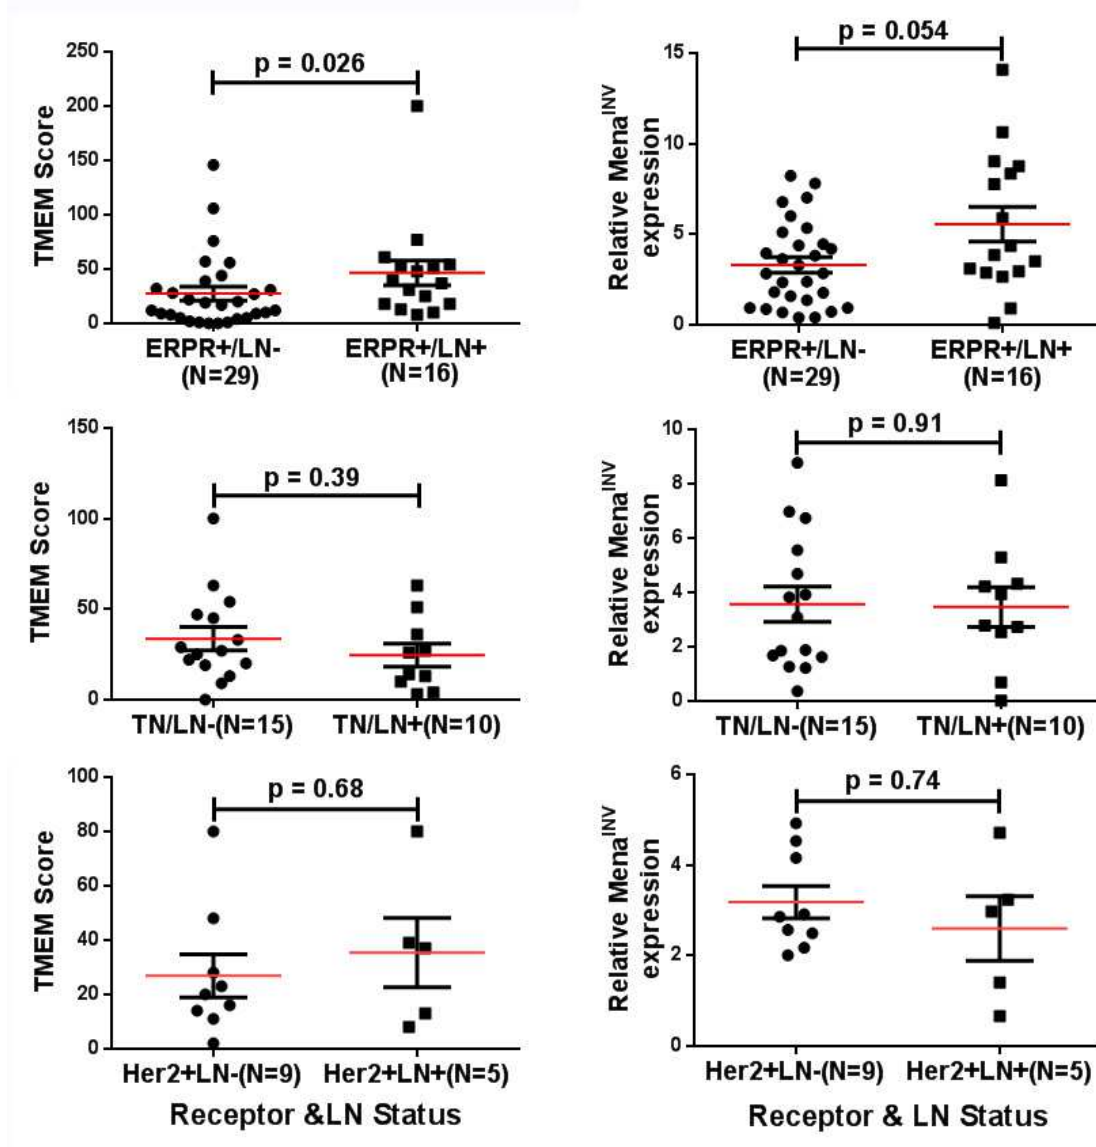 p = 0.026
250
200
150
100
50
0
TMEM Score
ERPR+/LN-
(N=29)
ERPR+/LN+
(N=16)
p = 0.054
15
10
5
0
Relative Mena^INV
expression
ERPR+/LN-
(N=29)
ERPR+/LN+
(N=16)
p = 0.39
150
100
50
0
TMEM Score
TN/LN-(N=15)
TN/LN+(N=10)
p = 0.91
10
8
6
4
2
0
Relative Mena^INV
expression
TN/LN-(N=15)
TN/LN+(N=10)
p = 0.68
100
80
60
40
20
0
TMEM Score
Her2+LN-(N=9)
Her2+LN+(N=5)
Receptor &LN Status
p = 0.74
6
4
2
0
Relative Mena^INV
expression
Her2+LN-(N=9)
Her2+LN+(N=5)
Receptor & LN Status